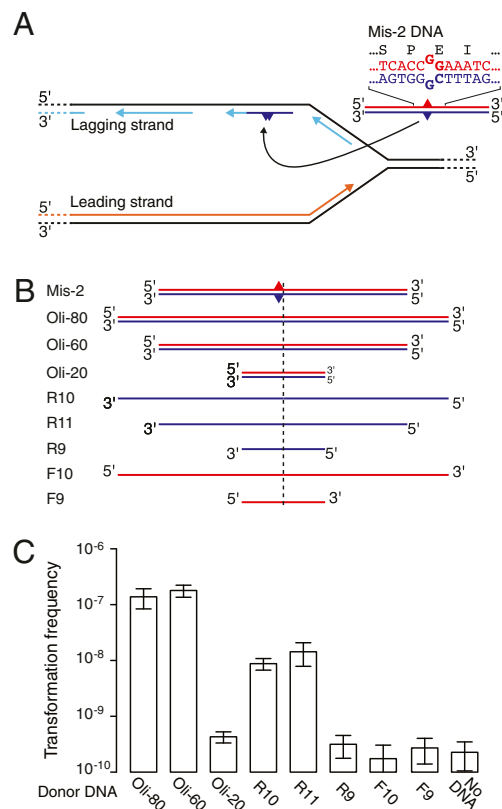 A
Mis-2 DNA
S P E I
...TCACCGGAAATC...
...AGTGGGCTTTAG...
5'
3'
Lagging strand
3'
5'
Leading strand
5'
3'
3'
5'
B
Mis-2 5' 3' 3' 5'
Oli-80 5' 3' 3' 5'
Oli-60 5' 3' 3' 5'
Oli-20 5' 3' 3' 5'
R10 3' 5'
R11 3' 5'
R9 3' 5'
F10 5' 3'
F9 5' 3'
C
Transformation frequency
10-6
10-7
10-8
10-9
10-10
Donor DNA Oli-80 Oli-60 Oli-20 R10 R11 R9 F10 F9 No DNA